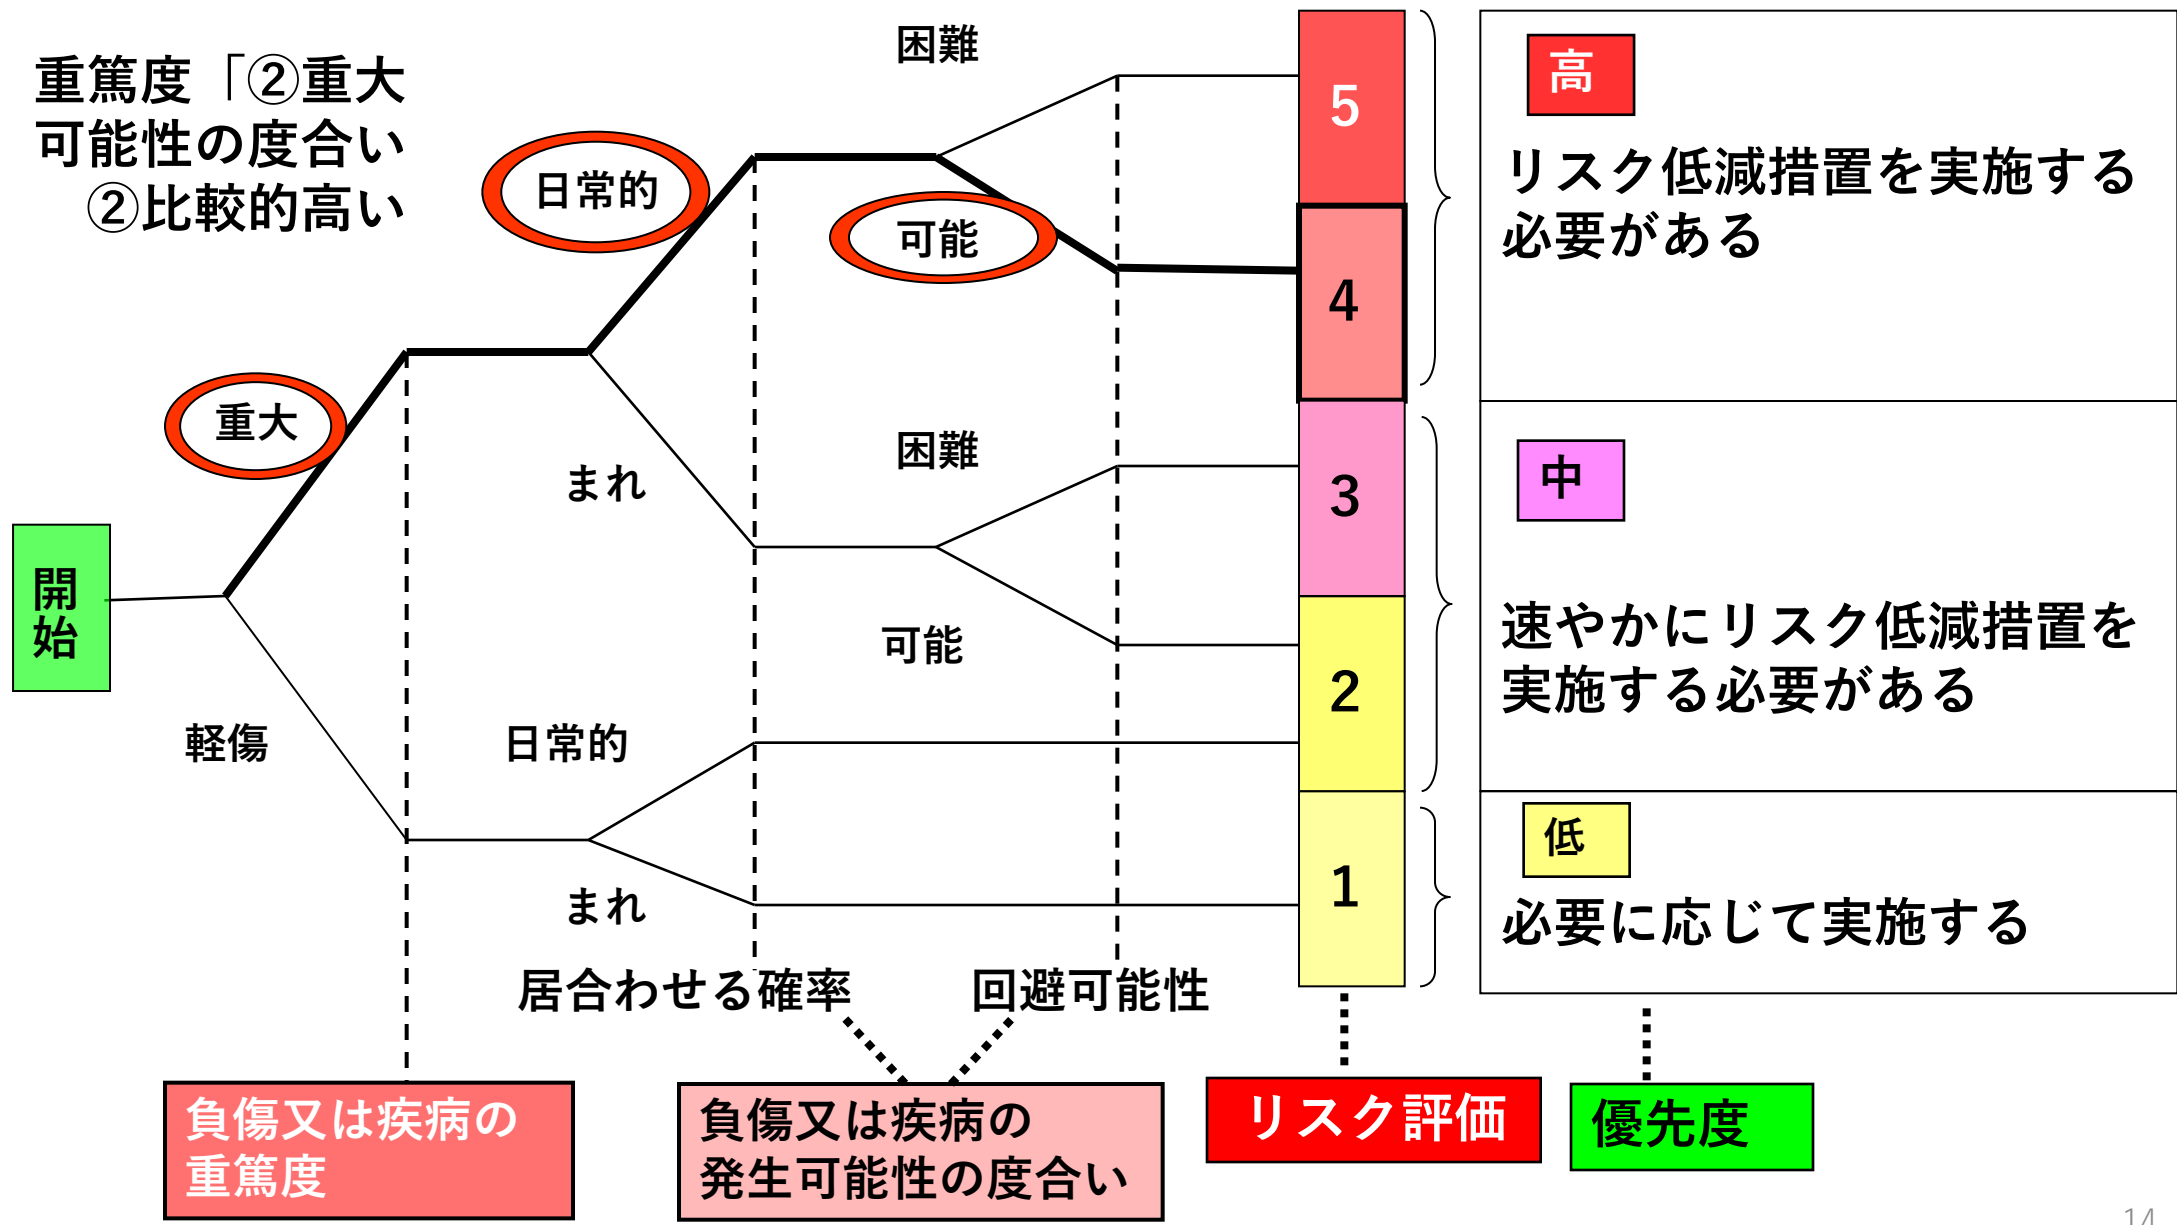 重篤度「②重大
可能性の度合い
②比較的高い
困難
日常的
可能
重大
まれ
困難
可能
開
始
軽傷
日常的
まれ
居合わせる確率
回避可能性
5
4
3
2
1
高
リスク低減措置を実施する
必要がある
中
速やかにリスク低減措置を
実施する必要がある
低
必要に応じて実施する
負傷又は疾病の
重篤度
負傷又は疾病の
発生可能性の度合い
リスク評価
優先度
14